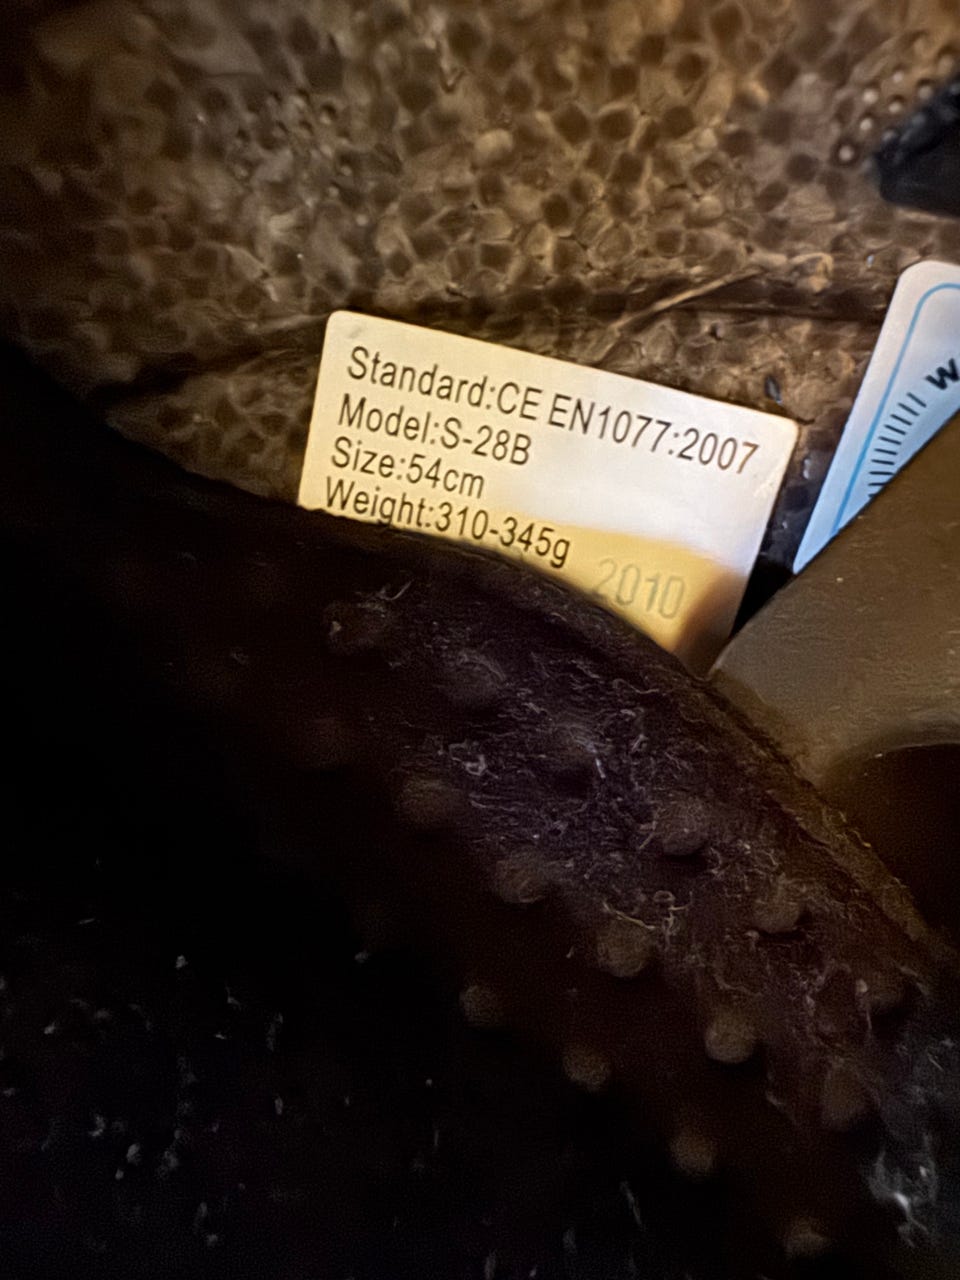 Standard:CE EN1077:2007
Model:S-28B
Size:54cm
Weight:310-345g
2010
W